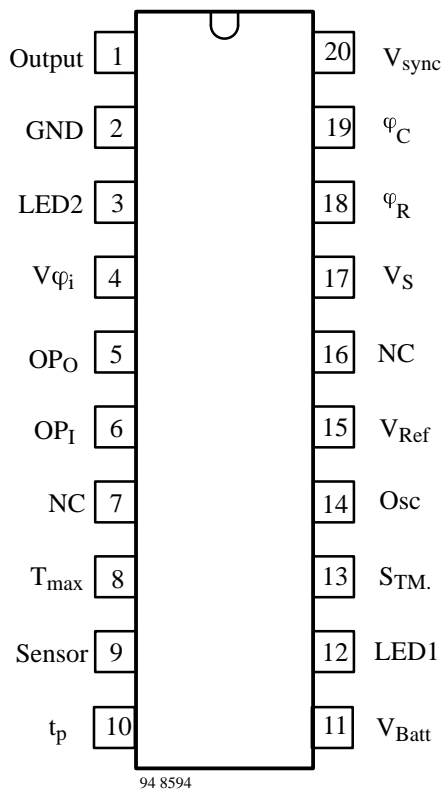 Output 1 20 Vsync
GND 2 19 φC
LED2 3 18 φR
Vφi 4 17 VS
OPO 5 16 NC
OPI 6 15 VRef
NC 7 14 Osc
Tmax 8 13 STM.
Sensor 9 12 LED1
tp 10 11 VBatt
94 8594